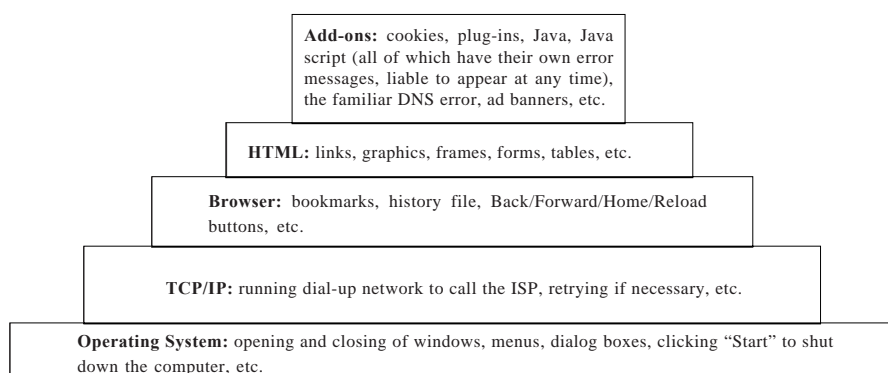 Add-ons: cookies, plug-ins, Java, Java
script (all of which have their own error
messages, liable to appear at any time),
the familiar DNS error, ad banners, etc.
HTML: links, graphics, frames, forms, tables, etc.
Browser: bookmarks, history file, Back/Forward/Home/Reload
buttons, etc.
TCP/IP: running dial-up network to call the ISP, retrying if necessary, etc.
Operating System: opening and closing of windows, menus, dialog boxes, clicking “Start” to shut
down the computer, etc.